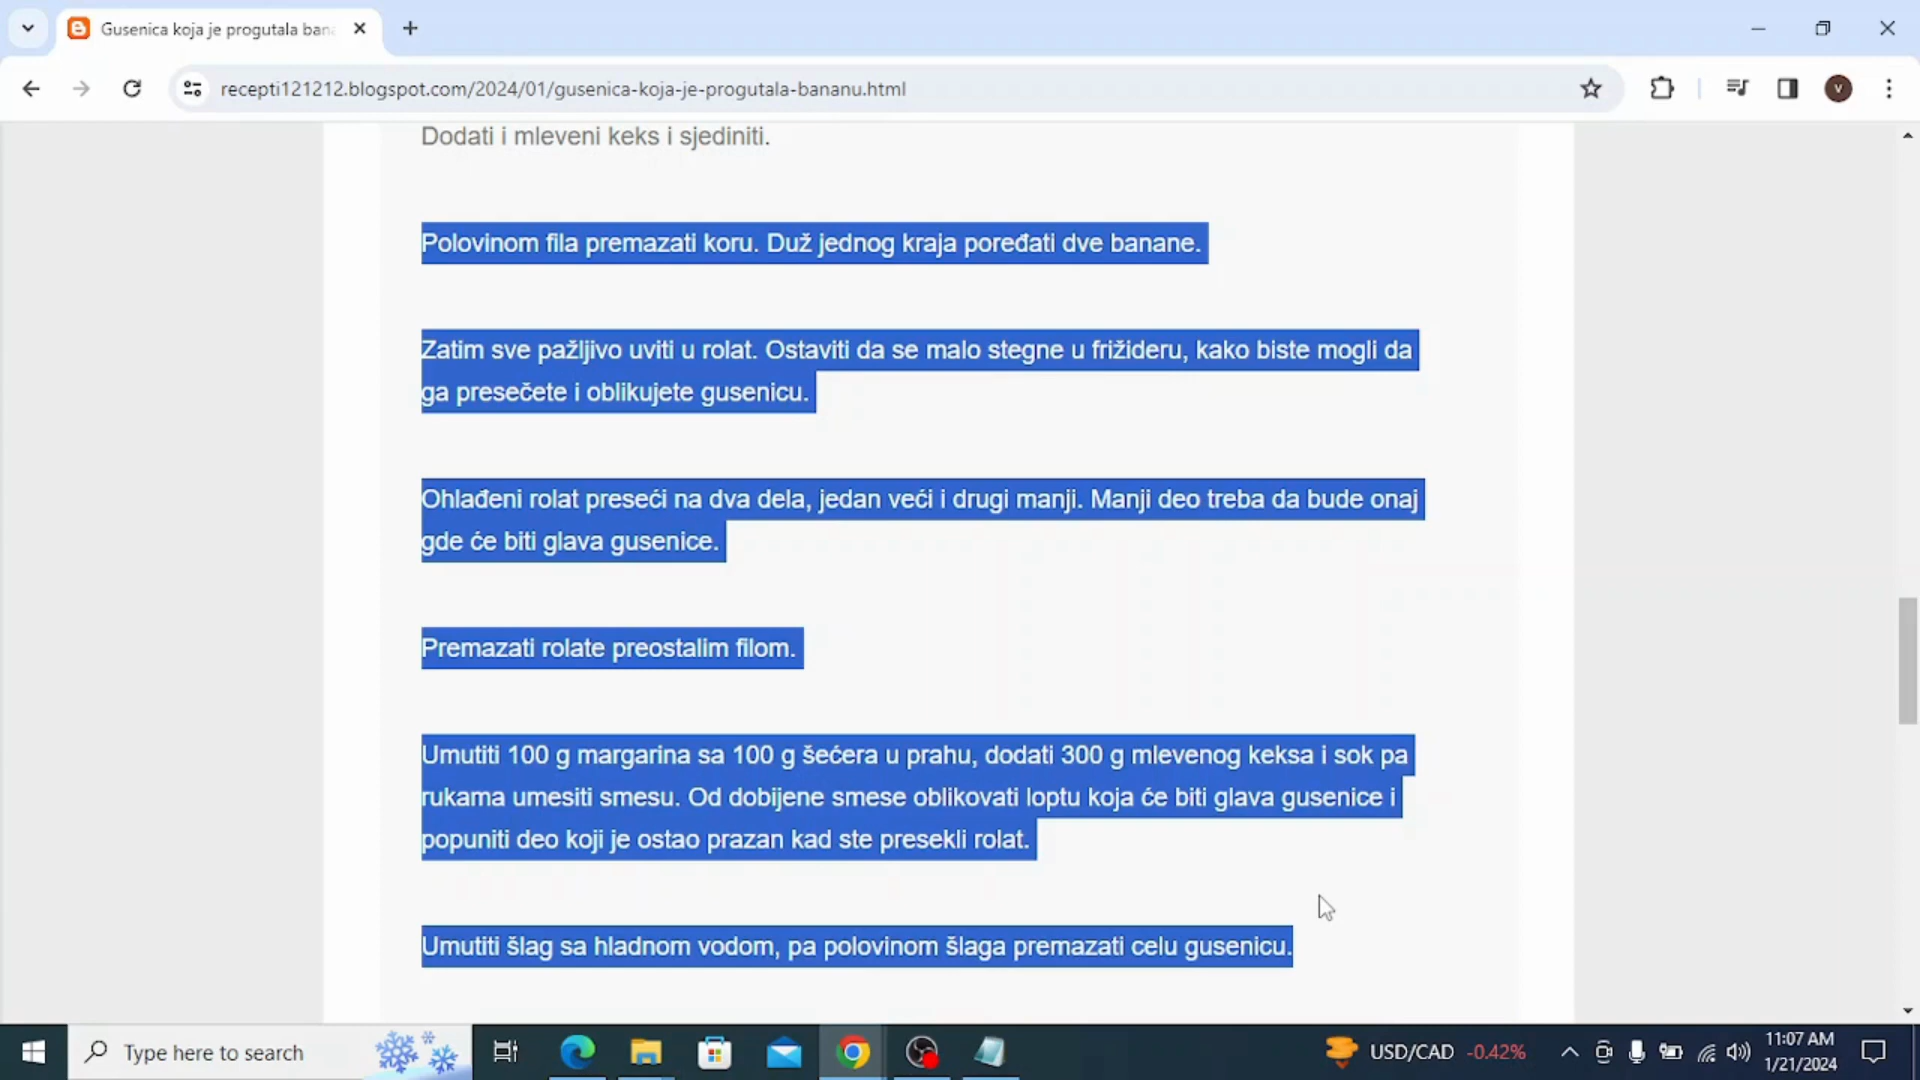 Gusenica koja je progutala bana
recepti121212.blogspot.com/2024/01/gusenica-koja-je-progutala-bananu.html
V
Dodati i mleveni keks i sjediniti.
Polovinom fila premazati koru. Duž jednog kraja poređati dve banane.
Zatim sve pažljivo uviti u rolat. Ostaviti da se malo stegne u frižideru, kako biste mogli da
ga presečete i oblikujete gusenicu.
Ohlađeni rolat preseći na dva dela, jedan veći i drugi manji. Manji deo treba da bude onaj
gde će biti glava gusenice.
Premazati rolate preostalim filom.
Umutiti 100 g margarina sa 100 g šećera u prahu, dodati 300 g mlevenog keksa i sok pa
rukama umesiti smesu. Od dobijene smese oblikovati loptu koja će biti glava gusenice i
popuniti deo koji je ostao prazan kad ste presekli rolat.
Umutiti šlag sa hladnom vodom, pa polovinom šlaga premazati celu gusenicu.
Type here to search
USD/CAD -0.42%
11:07 AM
1/21/2024